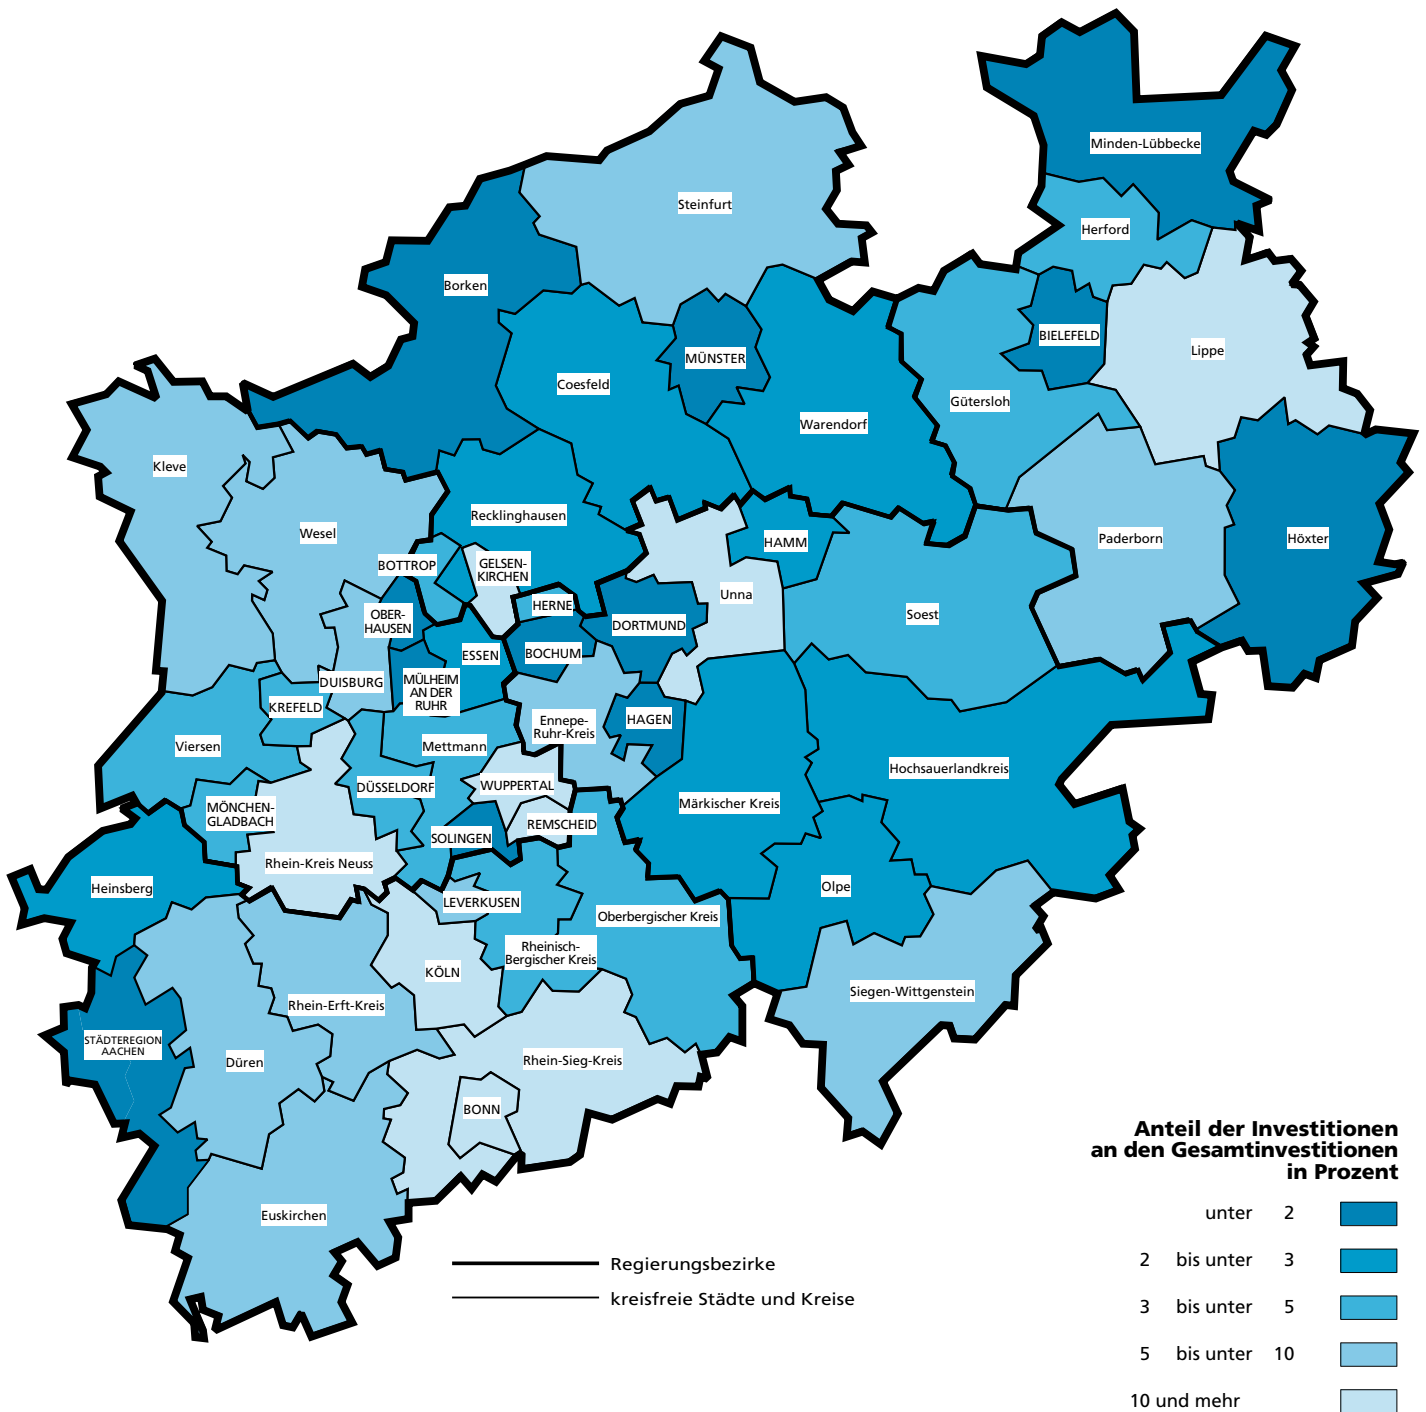 Minden-Lübbecke
Steinfurt
Herford
Borken
BIELEFELD
Lippe
MÜNSTER
Coesfeld
Gütersloh
Warendorf
Kleve
Recklinghausen
Wesel
HAMM
Paderborn
Höxter
BOTTROP
GELSEN-
KIRCHEN
Unna
HERNE
Soest
OBER-
HAUSEN
DORTMUND
ESSEN
BOCHUM
DUISBURG
MÜLHEIM
AN DER
RUHR
KREFELD
HAGEN
Ennepe-
Ruhr-Kreis
Viersen
Mettmann
Hochsauerlandkreis
WUPPERTAL
DÜSSELDORF
Märkischer Kreis
MÖNCHEN-
GLADBACH
REMSCHEID
SOLINGEN
Rhein-Kreis Neuss
Heinsberg
Olpe
LEVERKUSEN
Oberbergischer Kreis
Rheinisch-
Bergischer Kreis
KÖLN
Siegen-Wittgenstein
Rhein-Erft-Kreis
STÄDTEREGION
AACHEN
Düren
Rhein-Sieg-Kreis
BONN
Euskirchen
Regierungsbezirke
kreisfreie Städte und Kreise
Anteil der Investitionen
an den Gesamtinvestitionen
in Prozent
unter 2
2 bis unter 3
3 bis unter 5
5 bis unter 10
10 und mehr